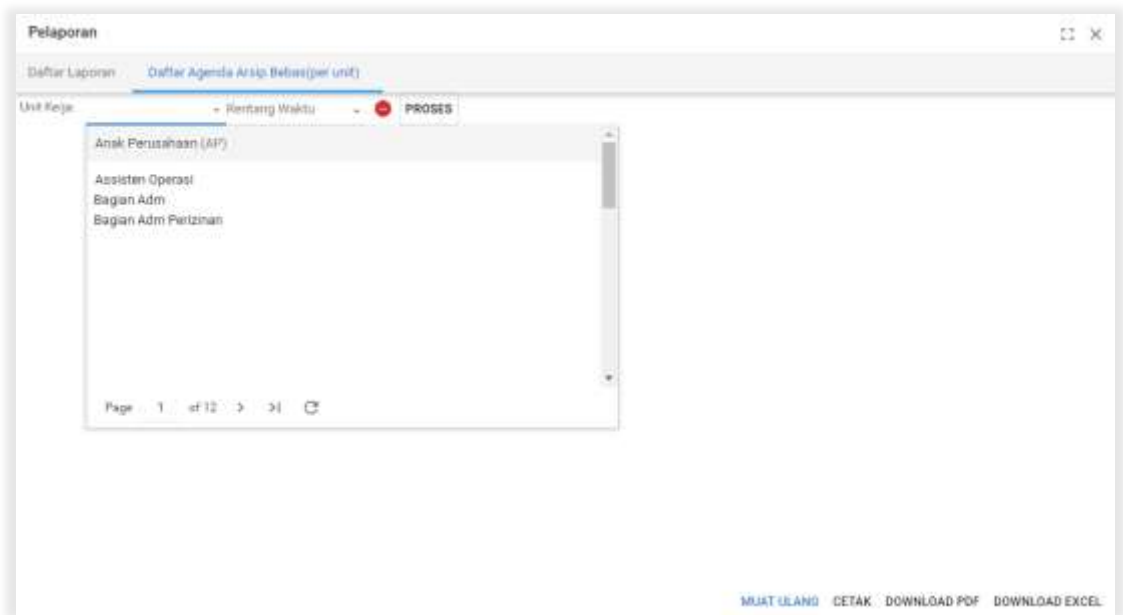 Pelaporan
Daftar Laporan Daftar Agenda Arsip Bebas(per unit)
Unit Kerja: Rentang Waktu PROSES
Anak Perusahaan (AP)
Assisten Operasi
Bagian Adm
Bagian Adm Perizinan
Page 1 of 12
MUAT ULANG CETAK DOWNLOAD PDF DOWNLOAD EXCEL